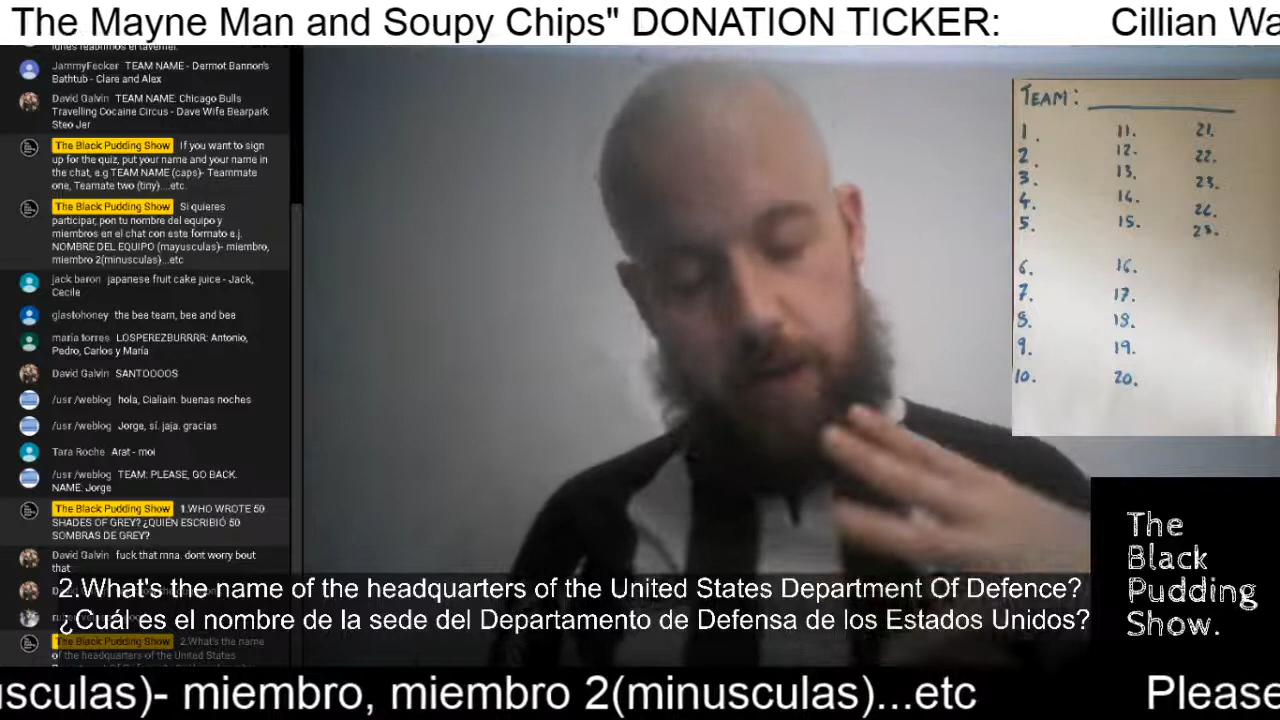 The Mayne Man and Soupy Chips" DONATION TICKER: Cillian Wa
lunes reabrimos el taverner.
JammyFecker TEAM NAME - Dermot Bannon's
Bathtub - Clare and Alex
David Galvin TEAM NAME: Chicago Bulls
Travelling Cocaine Circus - Dave Wife Bearpark
Steo Jer
The Black Pudding Show If you want to sign
up for the quiz, put your name and your name in
the chat, e.g TEAM NAME (caps)- Teammate
one, Teamate two (tiny)....etc.
The Black Pudding Show Si quieres
participar, pon tu nombre del equipo y
miembros en el chat con este formato e.j.
NOMBRE DEL EQUIPO (mayusculas)- miembro,
miembro 2(minusculas)...etc
jack baron japanese fruit cake juice - Jack,
Cecile
glastohoney the bee team, bee and bee
maria torres LOSPEREZBURRRR: Antonio,
Pedro, Carlos y María
David Galvin SANTOOOOS
/usr /weblog hola, Cialiain. buenas noches
/usr /weblog Jorge, sí. jaja. gracias
Tara Roche Arat - moi
/usr /weblog TEAM: PLEASE, GO BACK.
NAME: Jorge
The Black Pudding Show 1.WHO WROTE 50
SHADES OF GREY? ¿QUIÉN ESCRIBIÓ 50
SOMBRAS DE GREY?
David Galvin fuck that mna. dont worry bout
that
The Black Pudding Show 2.What's the name
of the headquarters of the United States
TEAM:
1. 11. 21.
2. 12. 22.
3. 13. 23.
4. 14. 24.
5. 15. 25.
6. 16.
7. 17.
8. 18.
9. 19.
10. 20.
2.What's the name of the headquarters of the United States Department Of Defence?
¿Cuál es el nombre de la sede del Departamento de Defensa de los Estados Unidos?
The
Black
Pudding
Show.
usculas)- miembro, miembro 2(minusculas)...etc Please